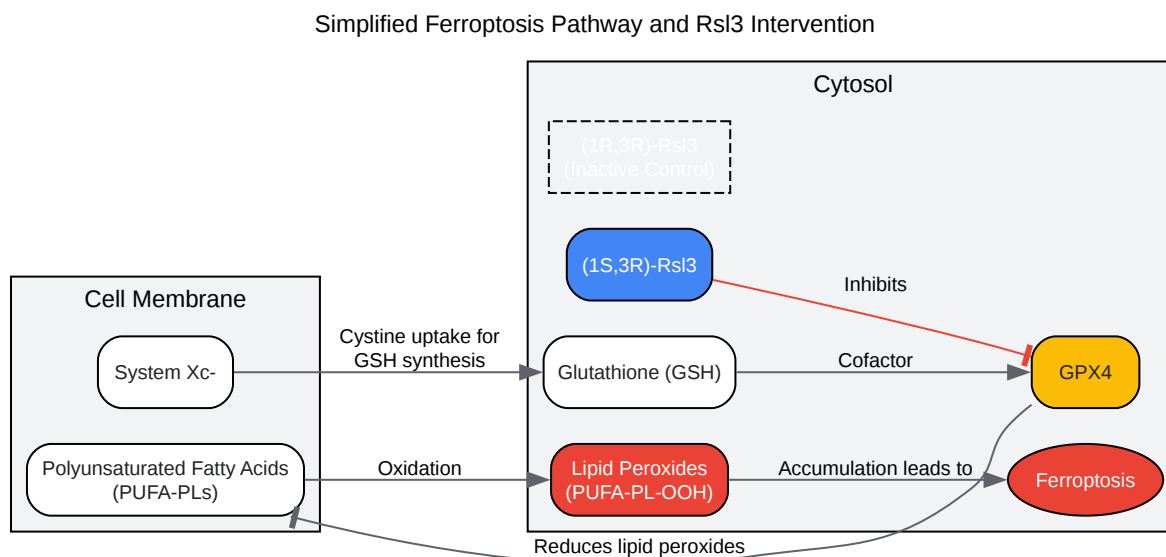 Simplified Ferroptosis Pathway and Rsl3 Intervention
Cytosol
(1R,3R)-Rsl3
(Inactive Control)
(1S,3R)-Rsl3
Inhibits
Cell Membrane
System Xc-
Cystine uptake for
GSH synthesis
Glutathione (GSH)
Cofactor
GPX4
Polyunsaturated Fatty Acids
(PUFA-PLs)
Oxidation
Lipid Peroxides
(PUFA-PL-OOH)
Accumulation leads to
Ferroptosis
Reduces lipid peroxides